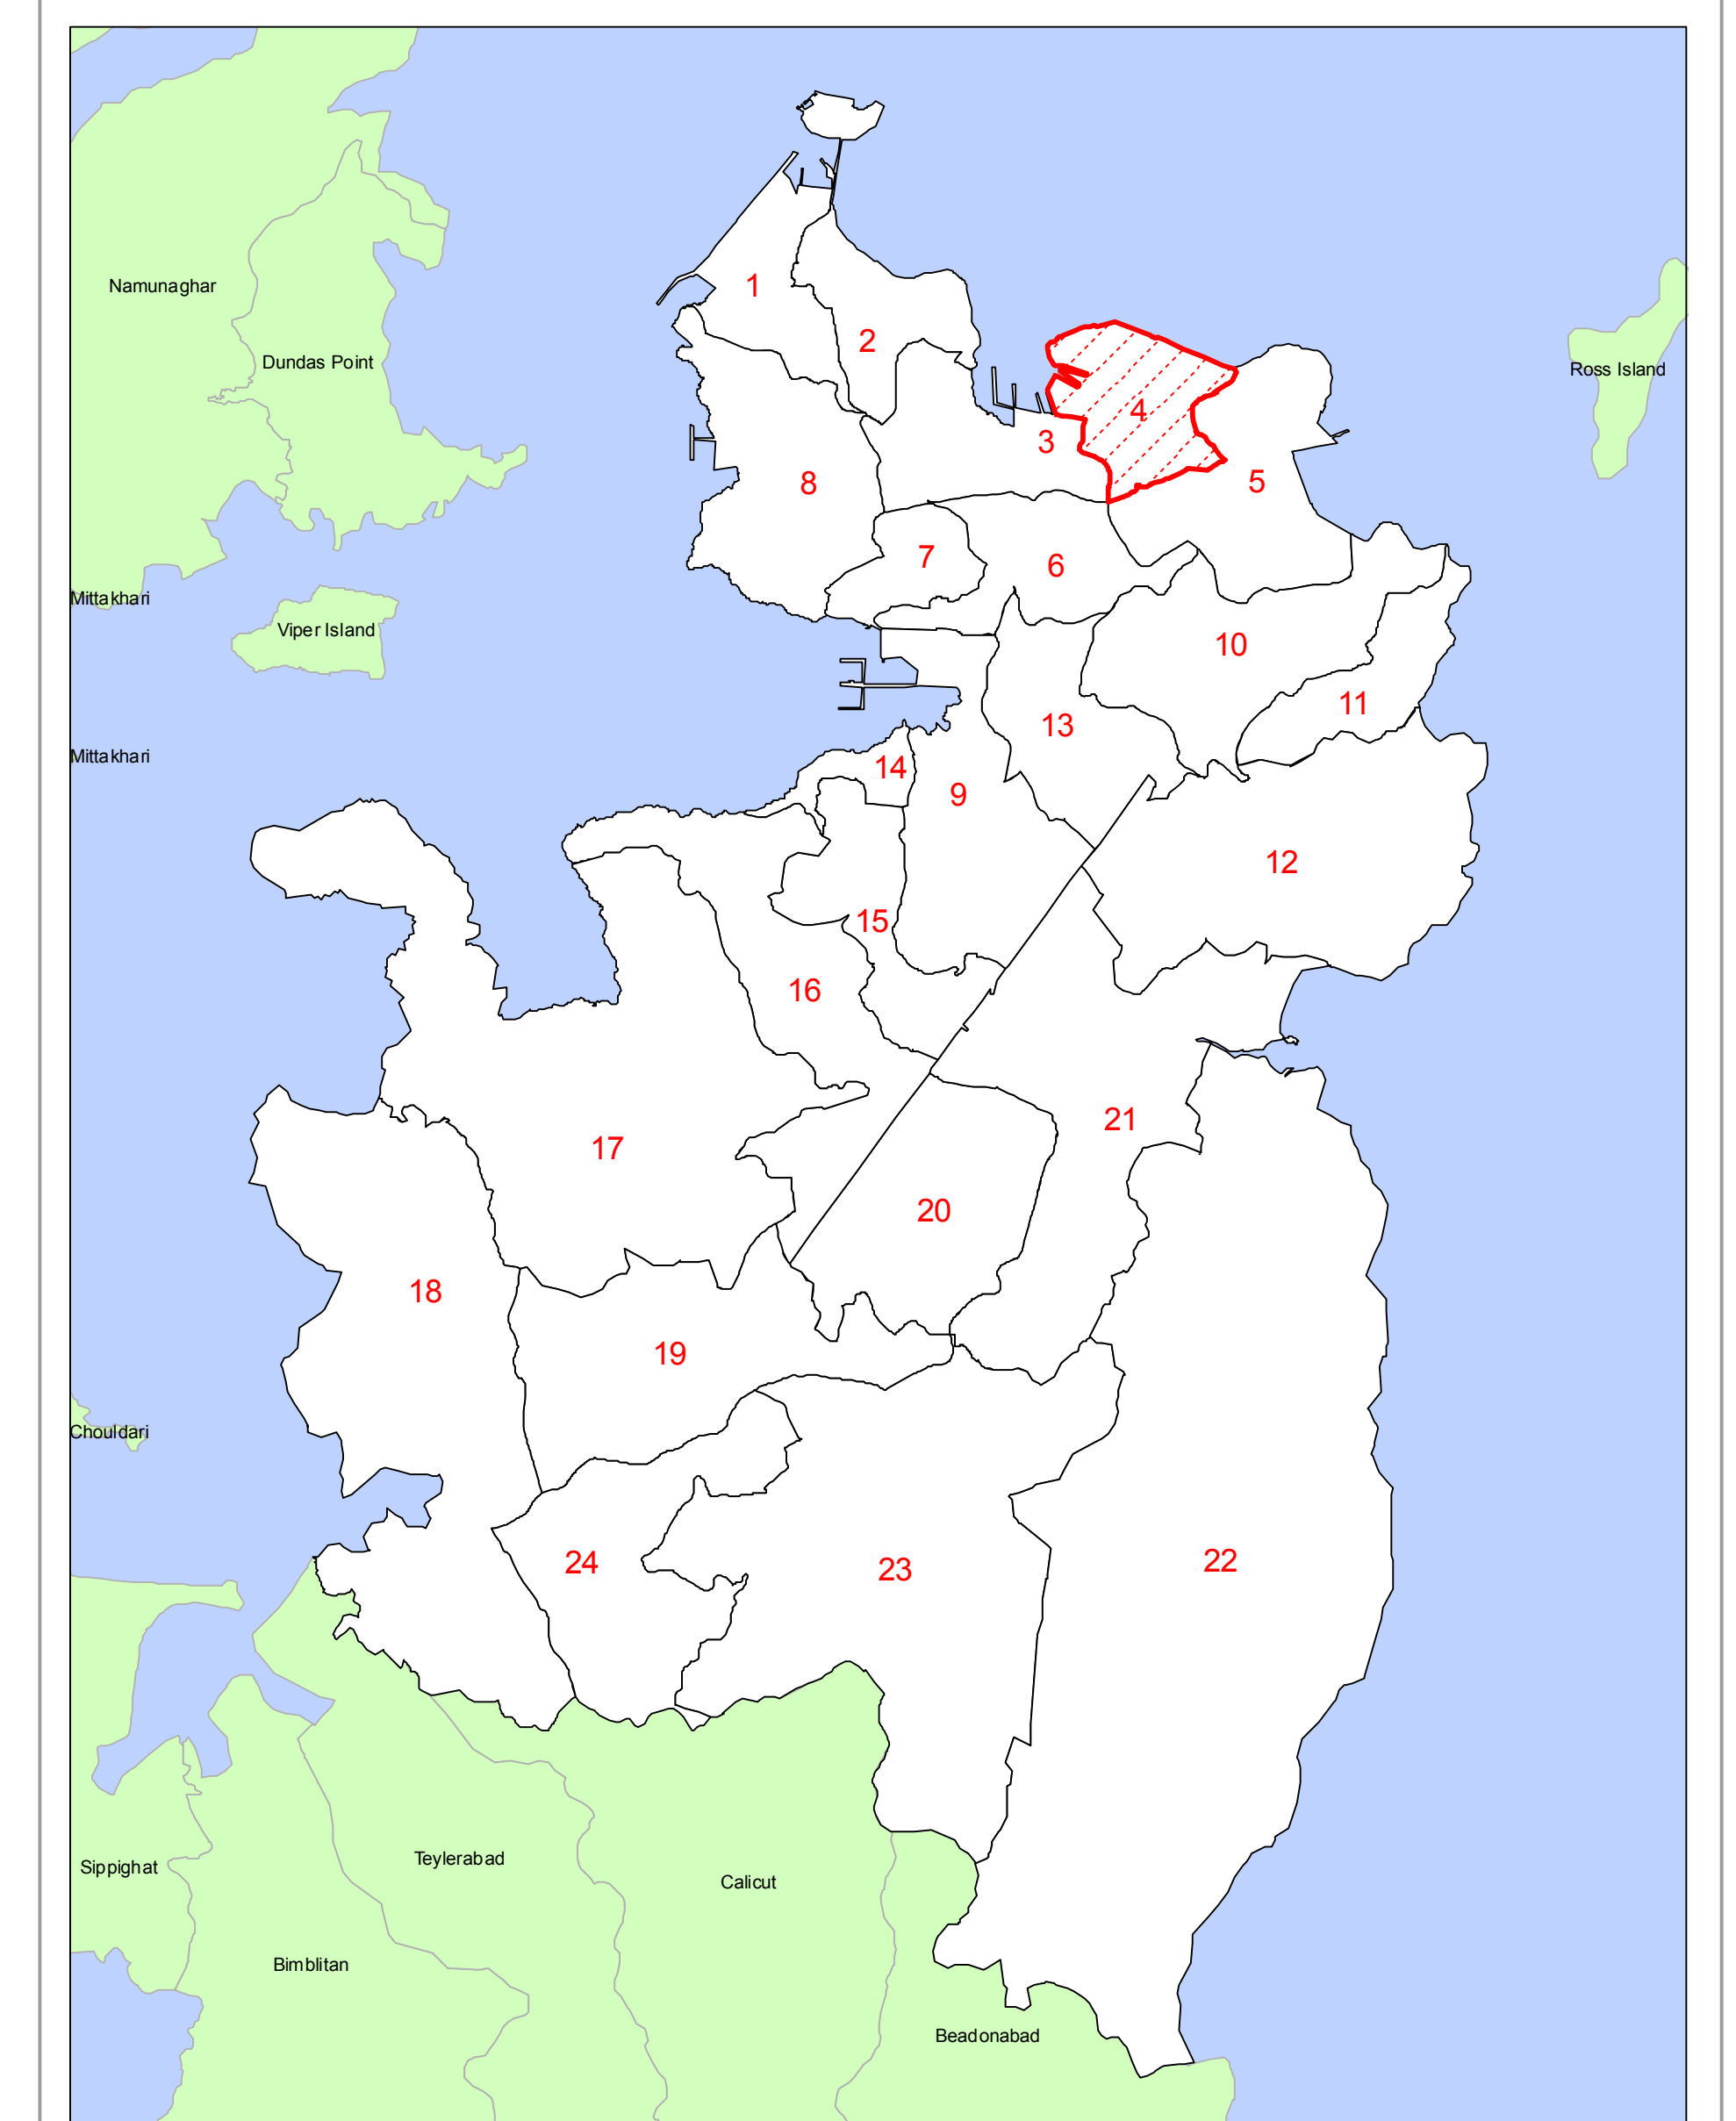 1
Namunaghar
2
Dundas Point
Ross Island
4
3
5
8
7
6
Mittakhari
Viper Island
10
11
13
Mittakhari
14
9
12
15
16
21
17
20
18
19
Chouldari
22
24
23
Teylerabad
Sippighat
Calicut
Bimblitan
Beadonabad